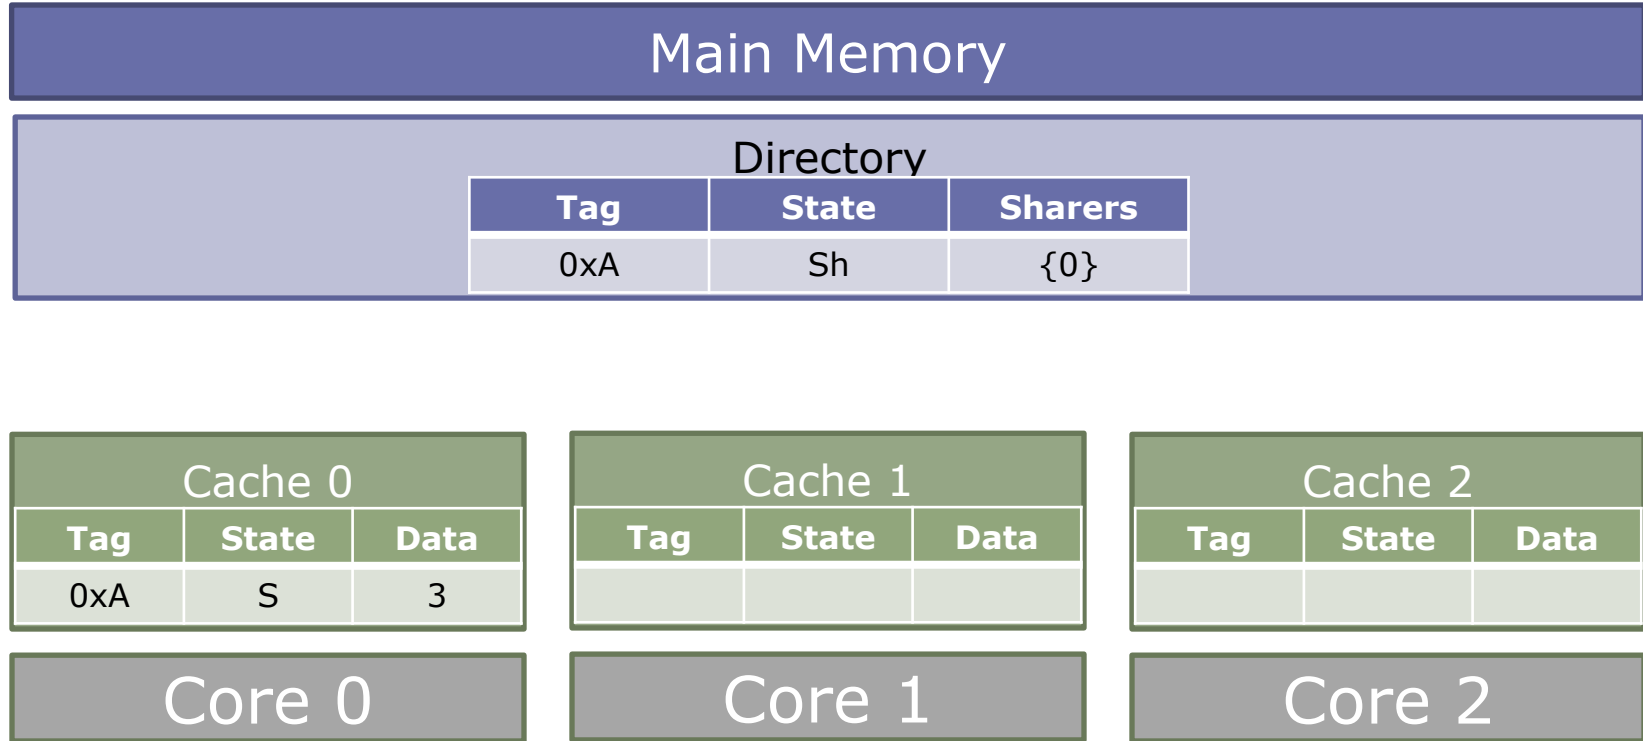 Main Memory
Directory
Tag State Sharers
0xA Sh {0}
Cache 0 Cache 1 Cache 2
Tag State Data Tag State Data Tag State Data
0xA S 3
Core 0 Core 1 Core 2